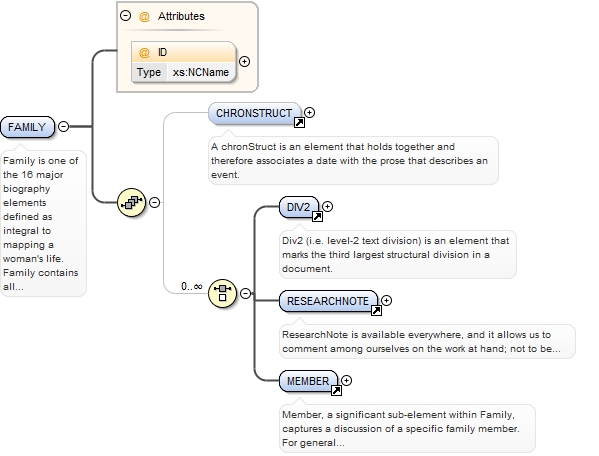 @ Attributes
@ ID
Type xs:NCName
FAMILY
Family is one of
the 16 major
biography
elements
defined as
integral to
mapping a
woman's life.
Family contains
all...
CHRONSTRUCT
A chronStruct is an element that holds together and
therefore associates a date with the prose that describes an
event.
0..∞
DIV2
Div2 (i.e. level-2 text division) is an element that
marks the third largest structural division in a
document.
RESEARCHNOTE
ResearchNote is available everywhere, and it allows us to
comment among ourselves on the work at hand; not to be...
MEMBER
Member, a significant sub-element within Family,
captures a discussion of a specific family member.
For general...